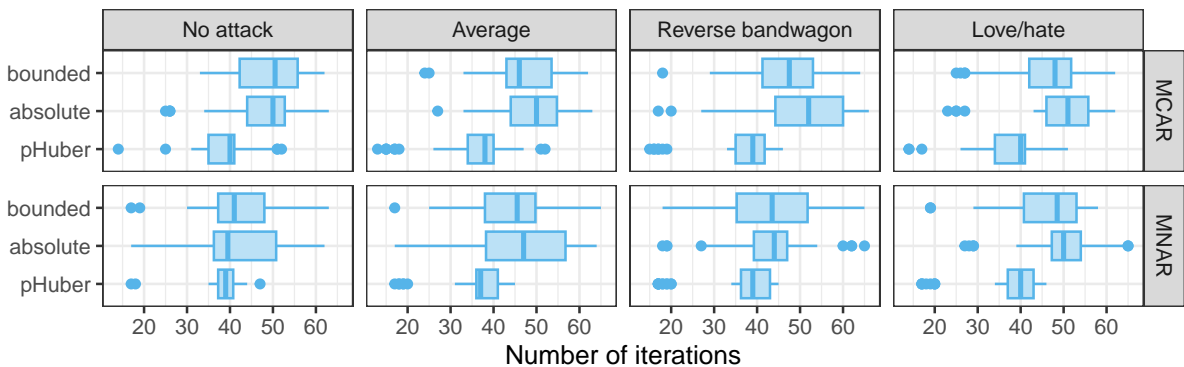 No attack Average Reverse bandwagon Love/hate
bounded
absolute
pHuber
MCAR
bounded
absolute
pHuber
MNAR
20 30 40 50 60 20 30 40 50 60 20 30 40 50 60 20 30 40 50 60
Number of iterations